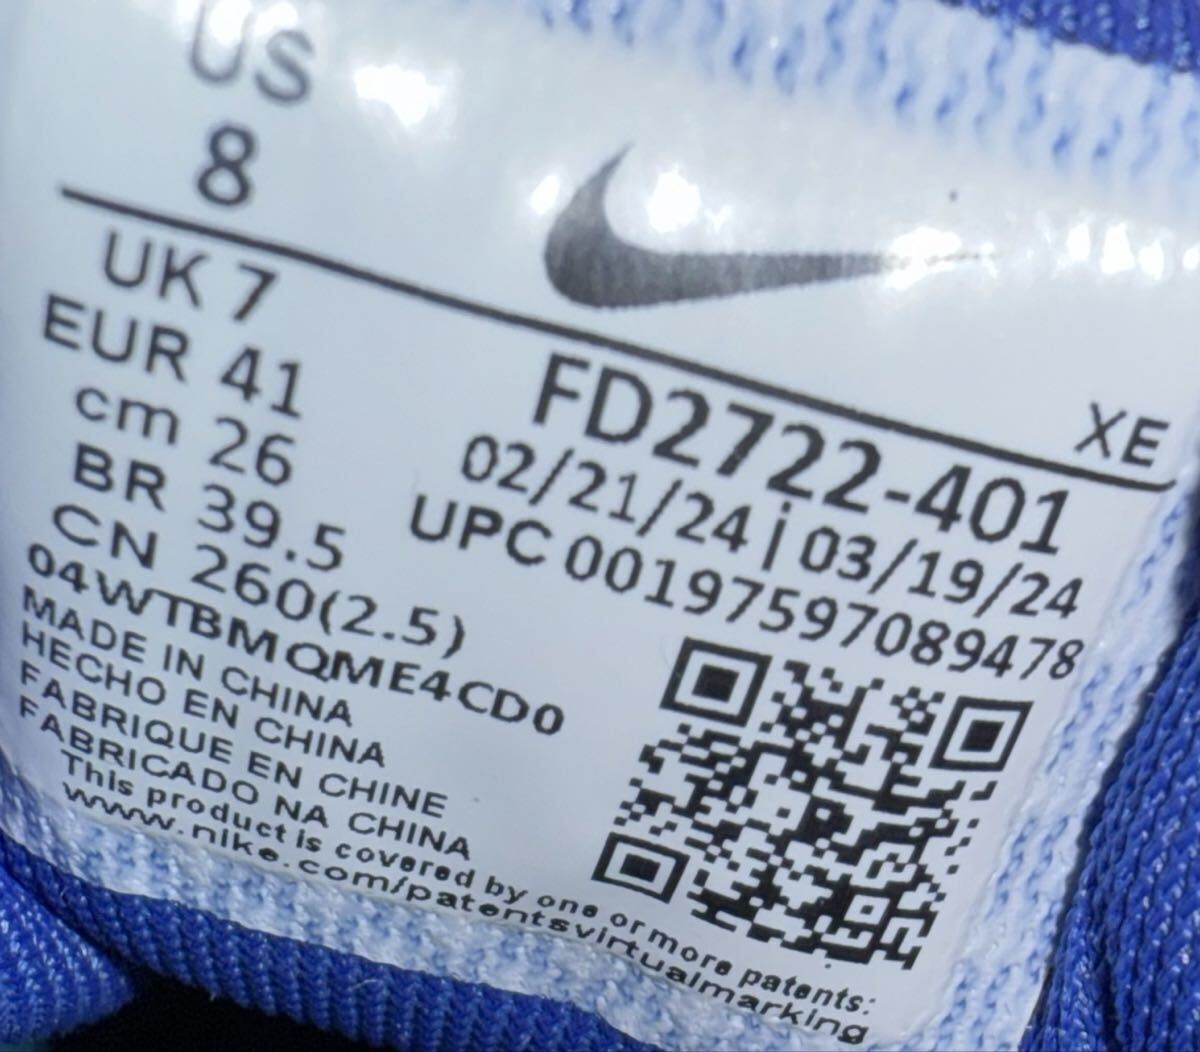 US
8
XE
UK 7
EUR 41
cm 26
BR 39.5
CN 260(2.5)
04WTBMQME4CD0
FD2722-401
02/21/24 | 03/19/24
UPC 00197597089478
MADE IN CHINA
HECHO EN CHINA
FABRIQUE EN CHINE
FABRICADO NA CHINA
This product is covered by one or more patents:
www.nike.com/patentsvirtualmarking